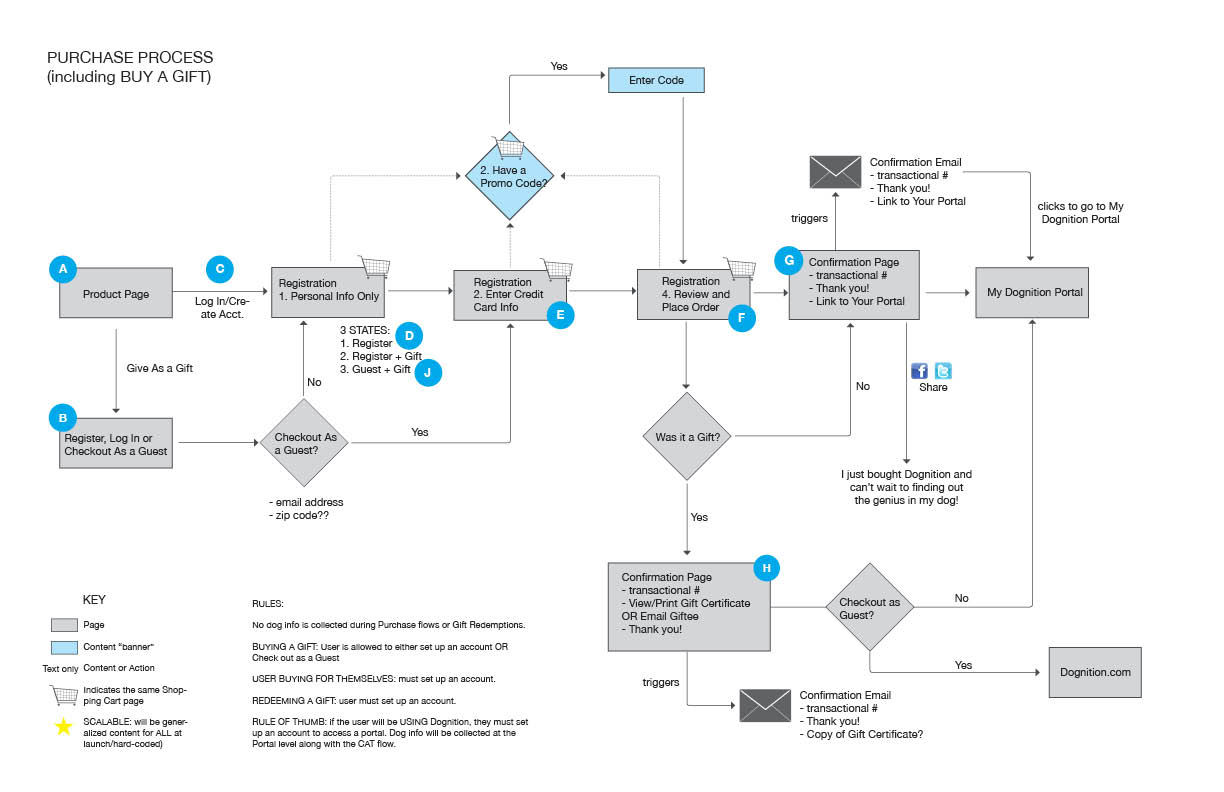 PURCHASE PROCESS
(including BUY A GIFT)
Yes
Enter Code
2. Have a
Promo Code?
Confirmation Email
- transactional #
- Thank you!
- Link to Your Portal
triggers
clicks to go to My
Dognition Portal
A
Product Page
C
Log In/Cre-
ate Acct.
Registration
1. Personal Info Only
Registration
2. Enter Credit
Card Info
E
Registration
4. Review and
Place Order
F
G
Confirmation Page
- transactional #
- Thank you!
- Link to Your Portal
My Dognition Portal
3 STATES:
1. Register
2. Register + Gift
3. Guest + Gift
D
J
Give As a Gift
No
B
Register, Log In or
Checkout As a Guest
Checkout As
a Guest?
Yes
- email address
- zip code??
Was it a Gift?
No
f
t
Share
I just bought Dognition and
can't wait to finding out
the genius in my dog!
Yes
H
Confirmation Page
- transactional #
- View/Print Gift Certificate
OR Email Giftee
- Thank you!
Checkout as
Guest?
No
Yes
Dognition.com
triggers
Confirmation Email
- transactional #
- Thank you!
- Copy of Gift Certificate?
KEY
Page
Content "banner"
Text only Content or Action
Indicates the same Shop-
ping Cart page
SCALABLE: will be gener-
alized content for ALL at
launch/hard-coded)
RULES:
No dog info is collected during Purchase flows or Gift Redemptions.
BUYING A GIFT: User is allowed to either set up an account OR
Check out as a Guest
USER BUYING FOR THEMSELVES: must set up an account.
REDEEMING A GIFT: user must set up an account.
RULE OF THUMB: if the user will be USING Dognition, they must set
up an account to access a portal. Dog info will be collected at the
Portal level along with the CAT flow.